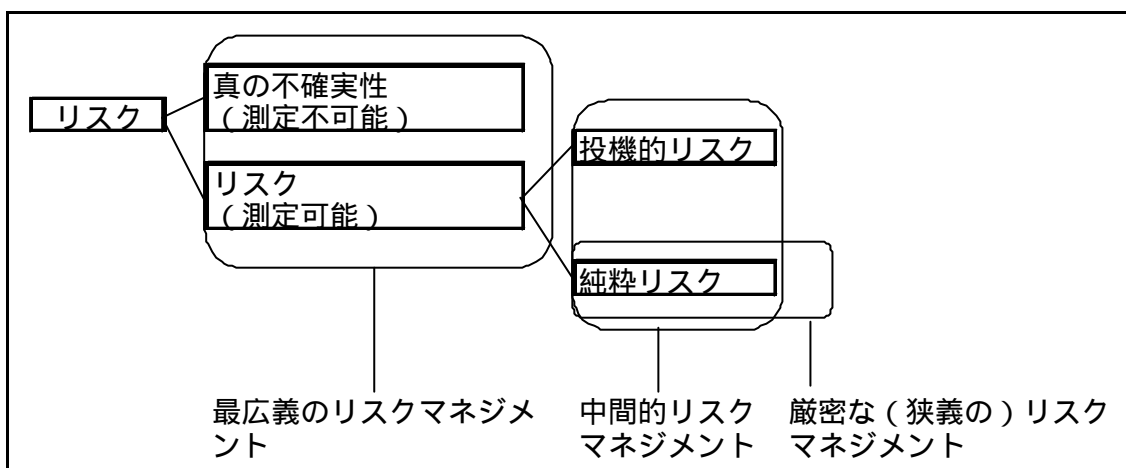 リスク
真の不確実性
(測定不可能)
リスク
(測定可能)
投機的リスク
純粋リスク
最広義のリスクマネジメ
ント
中間的リスク
マネジメント
厳密な(狭義の)リスク
マネジメント